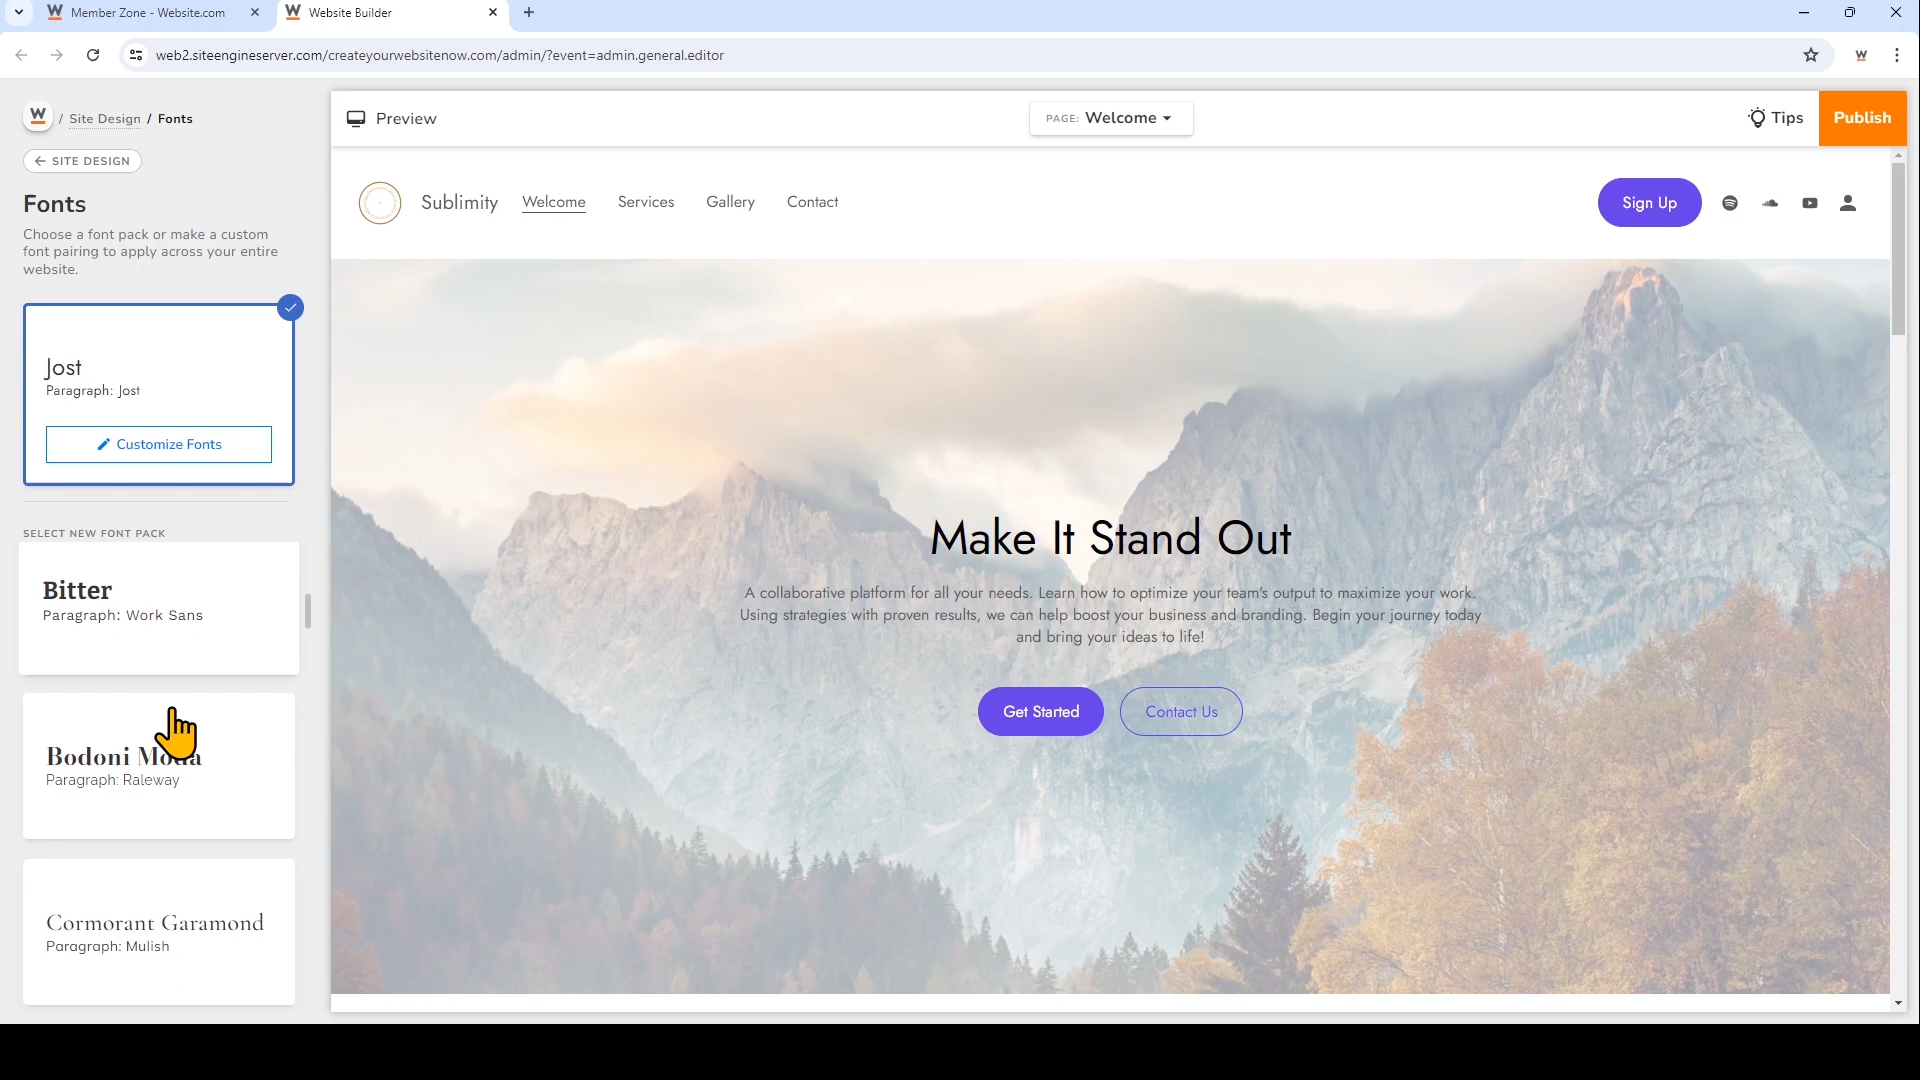 Member Zone - Website.com
Website Builder
web2.siteengineserver.com/createyourwebsitenow.com/admin/?event=admin.general.editor
W / Site Design / Fonts
SITE DESIGN
Fonts
Choose a font pack or make a custom
font pairing to apply across your entire
website.
Jost
Paragraph: Jost
Customize Fonts
SELECT NEW FONT PACK
Bitter
Paragraph: Work Sans
Bodoni Moda
Paragraph: Raleway
Cormorant Garamond
Paragraph: Mulish
Preview
PAGE: Welcome
Tips
Publish
Sublimity
Welcome
Services
Gallery
Contact
Sign Up
Make It Stand Out
A collaborative platform for all your needs. Learn how to optimize your team's output to maximize your work.
Using strategies with proven results, we can help boost your business and branding. Begin your journey today
and bring your ideas to life!
Get Started
Contact Us